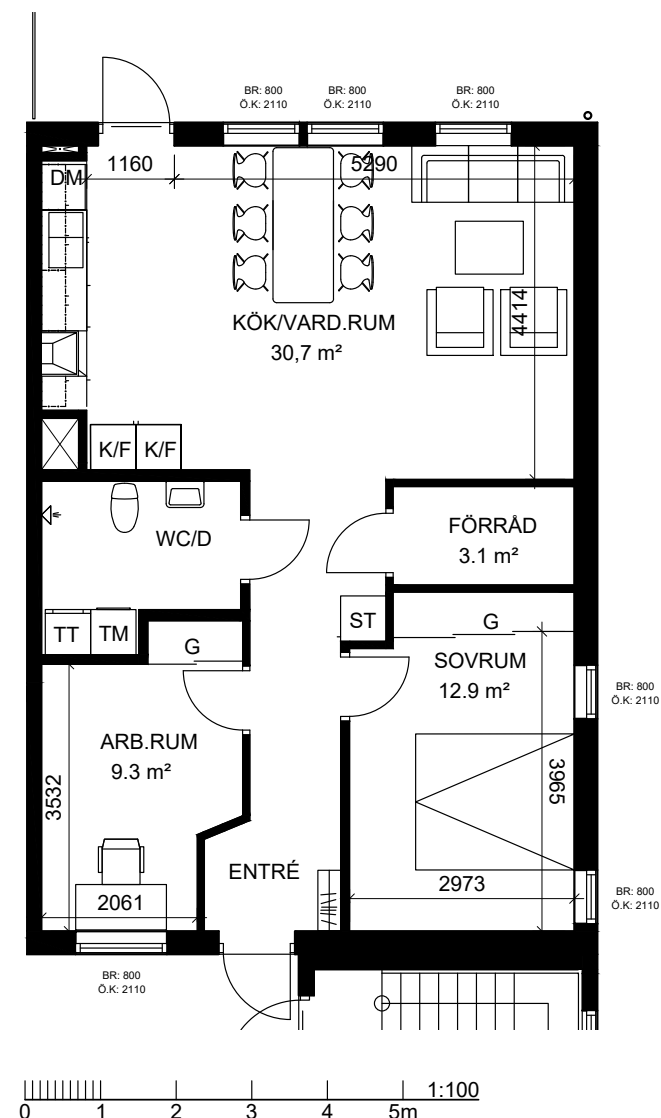 BR: 800
Ö.K: 2110
BR: 800
Ö.K: 2110
BR: 800
Ö.K: 2110
DM
1160
5290
4414
KÖK/VARD.RUM
30,7 m²
K/F
K/F
WC/D
FÖRRÅD
3.1 m²
TT
TM
ST
G
G
SOVRUM
12.9 m²
BR: 800
Ö.K: 2110
ARB.RUM
9.3 m²
3532
3965
ENTRÉ
2061
2973
BR: 800
Ö.K: 2110
BR: 800
Ö.K: 2110
1:100
0 1 2 3 4 5m